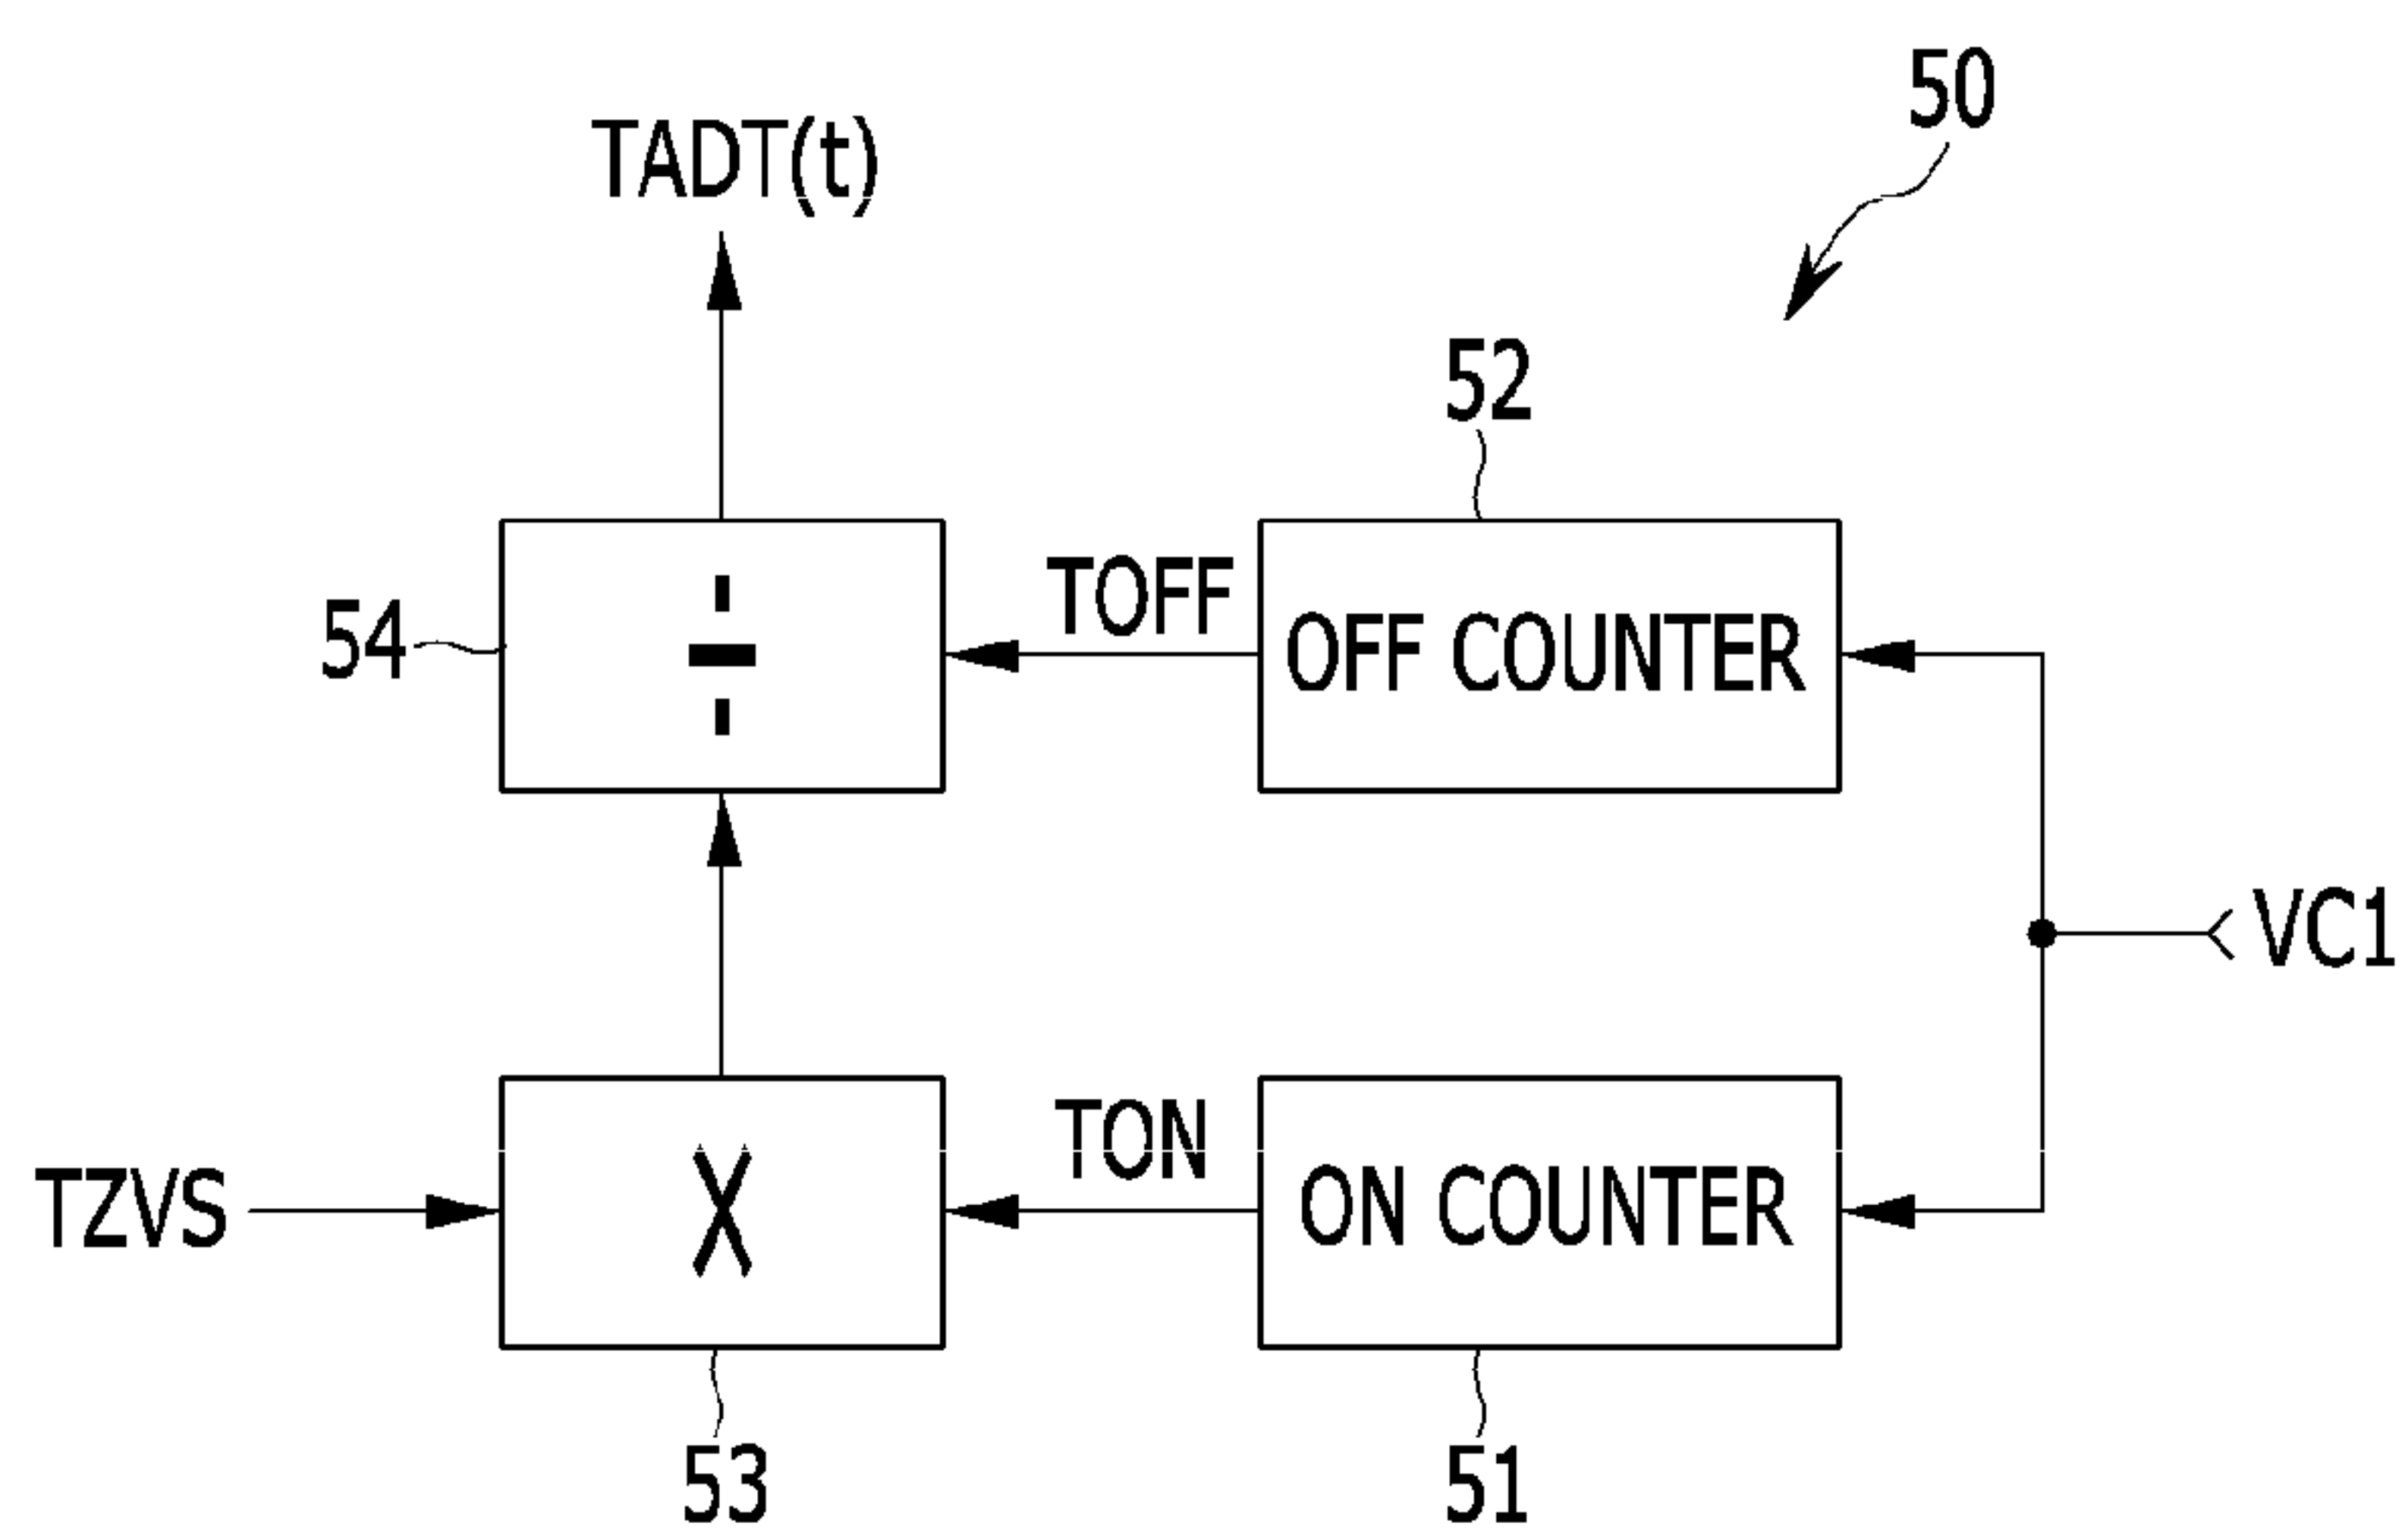 50
TADT(t)
52
54
÷
TOFF
OFF COUNTER
VC1
TON
TZVS
X
ON COUNTER
53
51